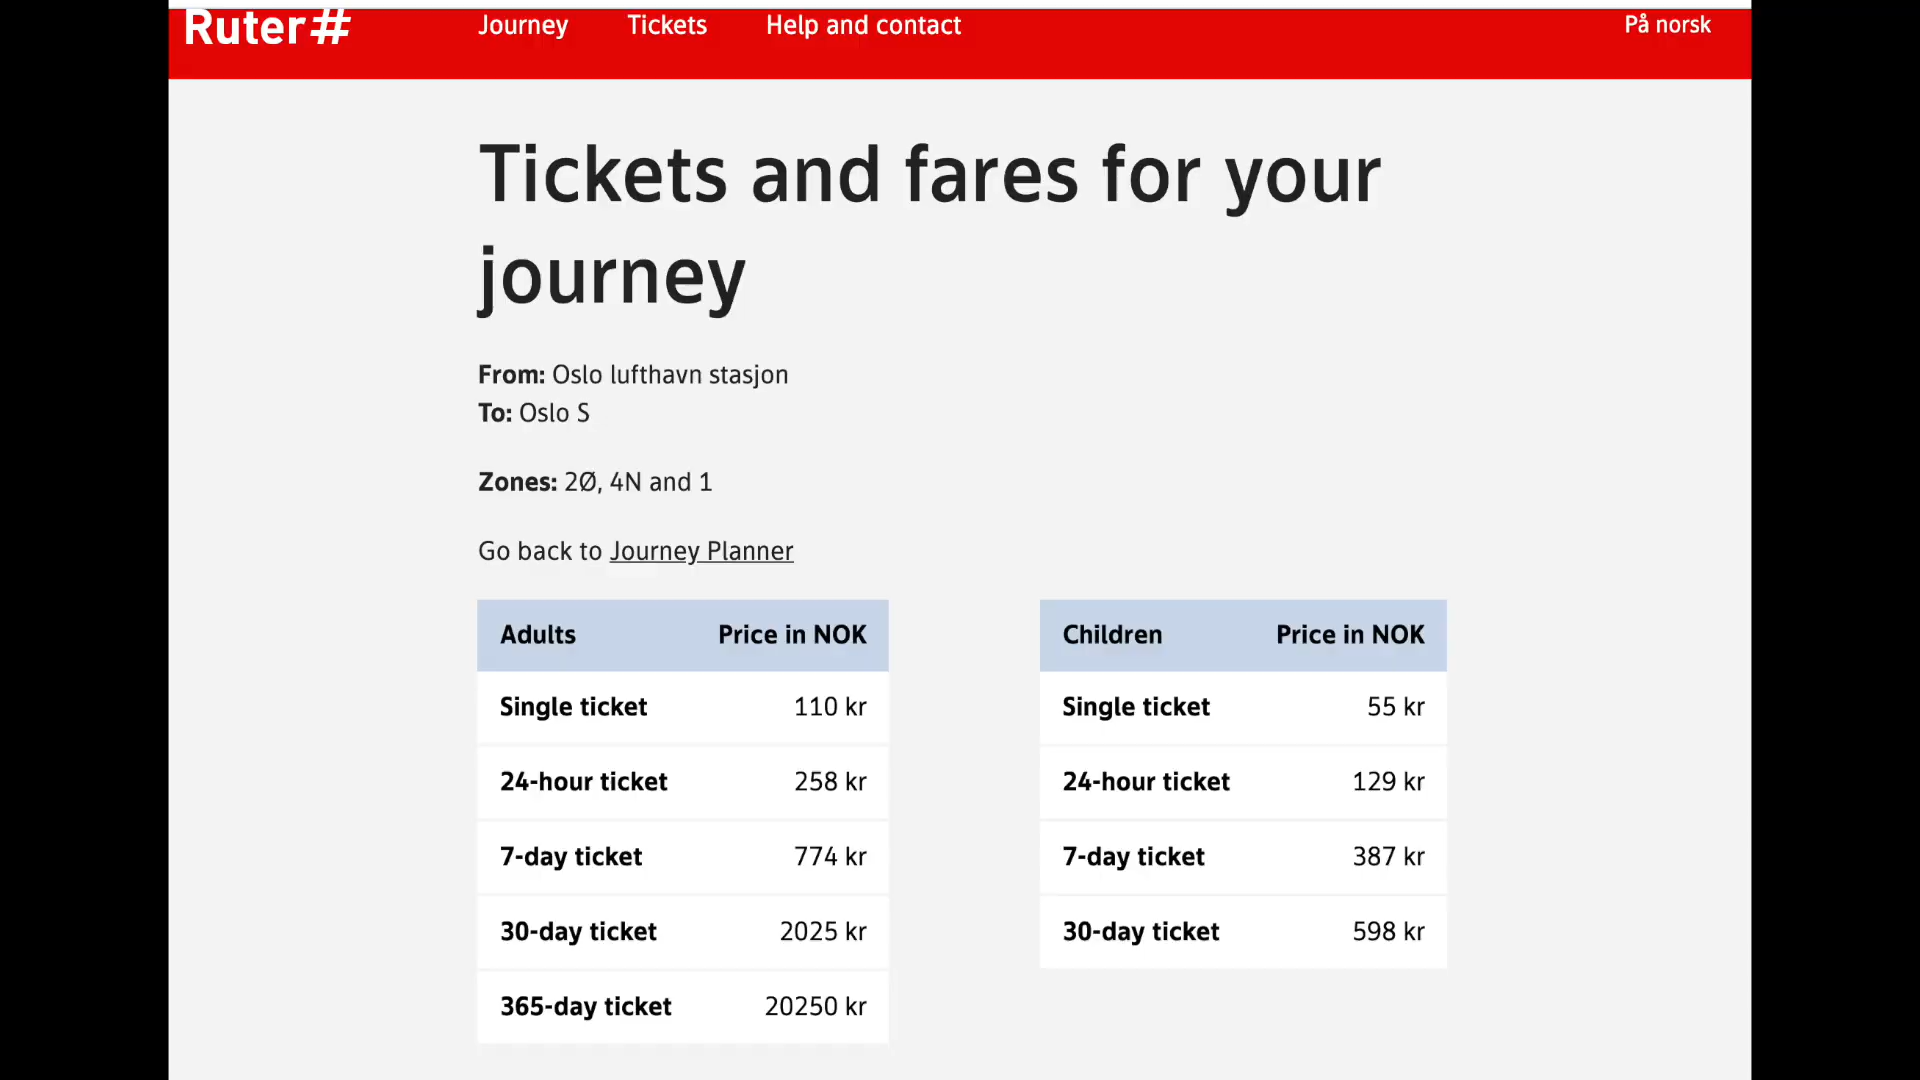 Ruter#
Journey
Tickets
Help and contact
På norsk
Tickets and fares for your
journey
From: Oslo lufthavn stasjon
To: Oslo S
Zones: 2Ø, 4N and 1
Go back to Journey Planner
Adults Price in NOK
Single ticket 110 kr
24-hour ticket 258 kr
7-day ticket 774 kr
30-day ticket 2025 kr
365-day ticket 20250 kr
Children Price in NOK
Single ticket 55 kr
24-hour ticket 129 kr
7-day ticket 387 kr
30-day ticket 598 kr